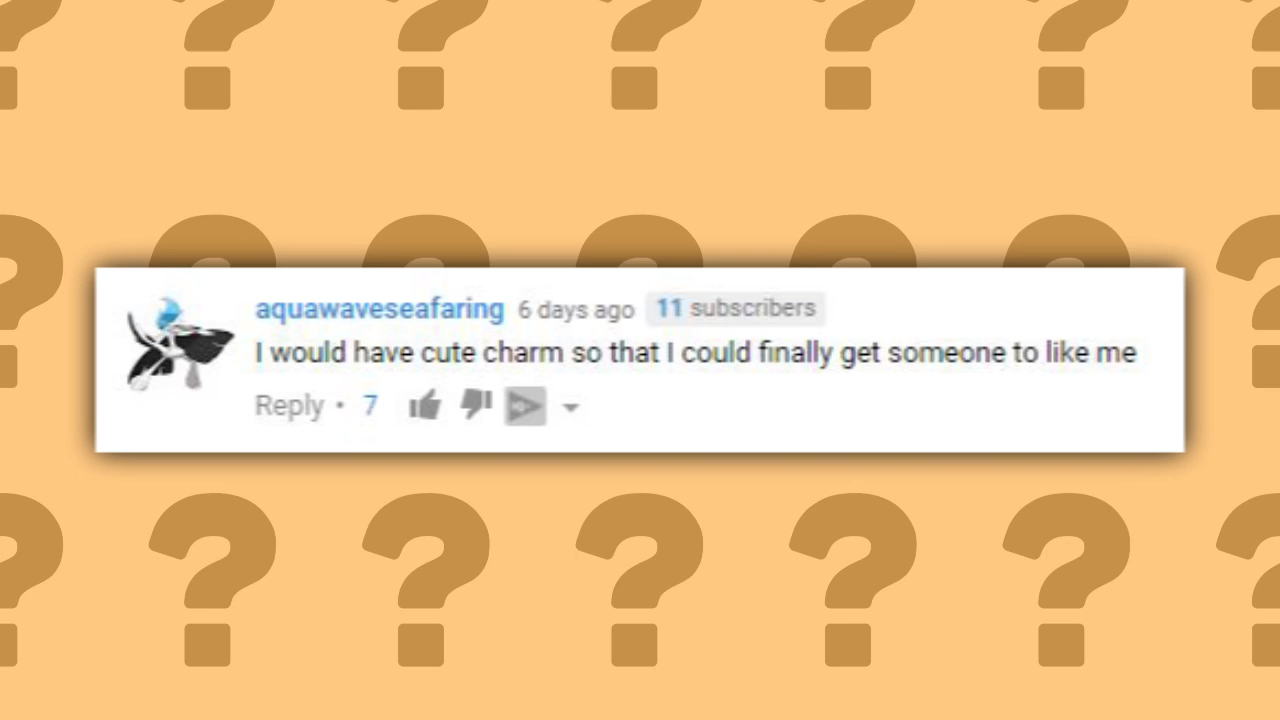 aquawaveseafaring 6 days ago 11 subscribers
I would have cute charm so that I could finally get someone to like me
Reply • 7